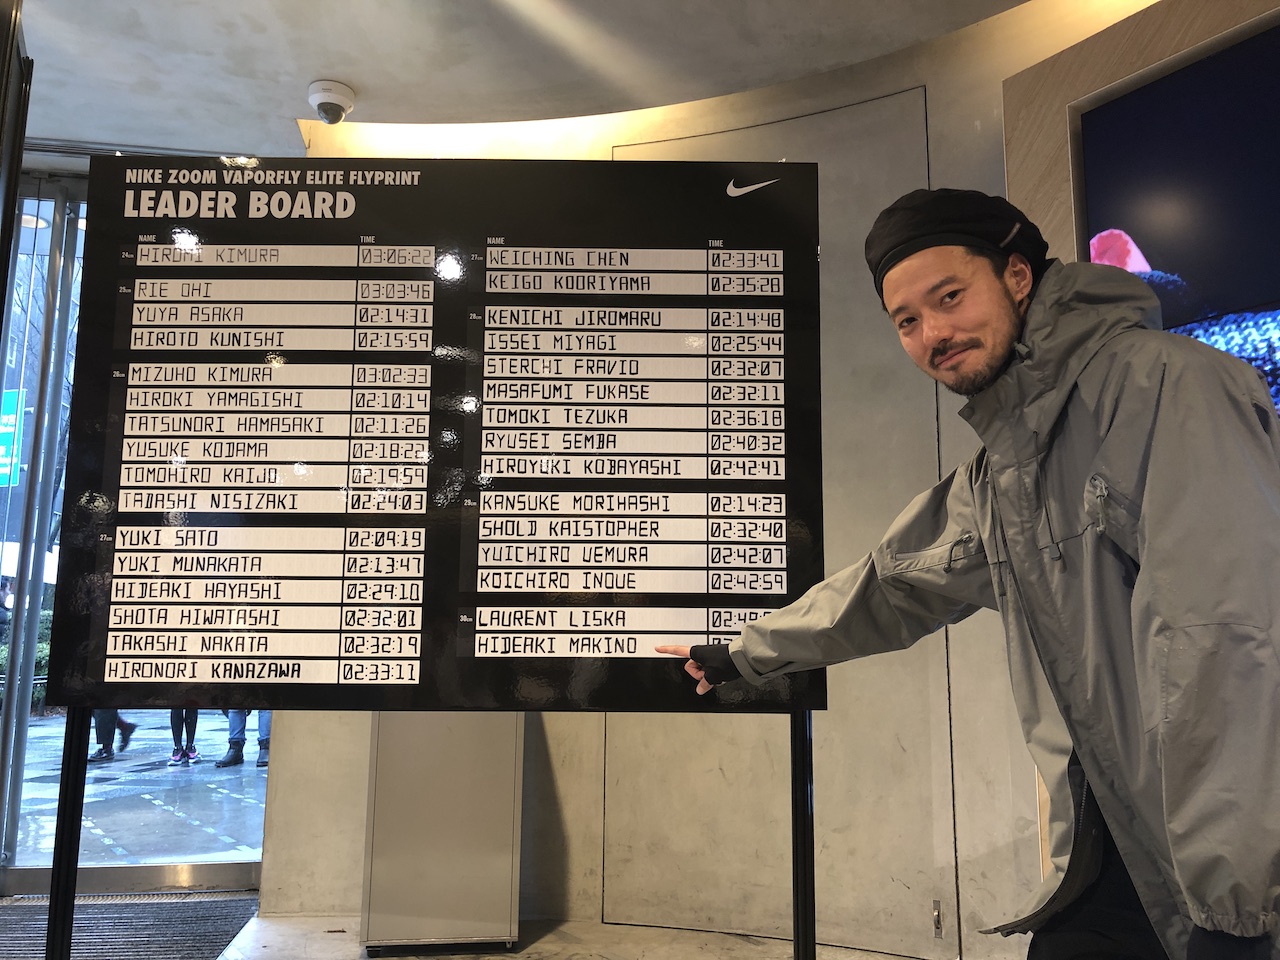 NIKE ZOOM VAPORFLY ELITE FLYPRINT
LEADER BOARD
NAME TIME
24cm HIROMI KIMURA 03:06:22
25cm RIE OHI 03:03:46
YUYA ASAKA 02:14:31
HIROTO KUNISHI 02:15:59
26cm MIZUHO KIMURA 03:02:33
HIROKI YAMAGISHI 02:10:14
TATSUNORI HAMASAKI 02:11:26
YUSUKE KODAMA 02:18:22
TOMOHIRO KAIJO 02:19:59
TADASHI NISIZAKI 02:24:03
27cm YUKI SATO 02:09:19
YUKI MUNAKATA 02:13:47
HIDEAKI HAYASHI 02:29:10
SHOTA HIWATASHI 02:32:01
TAKASHI NAKATA 02:32:19
HIRONORI KANAZAWA 02:33:11
NAME TIME
27cm WEICHING CHEN 02:33:41
KEIGO KOORIYAMA 02:35:28
28cm KENICHI JIROMARU 02:14:48
ISSEI MIYAGI 02:25:44
STERCHI FRAVIO 02:32:07
MASAFUMI FUKASE 02:32:11
TOMOKI TEZUKA 02:36:18
RYUSEI SEMBA 02:40:32
HIROYUKI KOBAYASHI 02:42:41
29cm KANSUKE MORIHASHI 02:14:23
SHOLD KAISTOPHER 02:32:40
YUICHIRO UEMURA 02:42:07
KOICHIRO INOUE 02:42:59
30cm LAURENT LISKA
HIDEAKI MAKINO